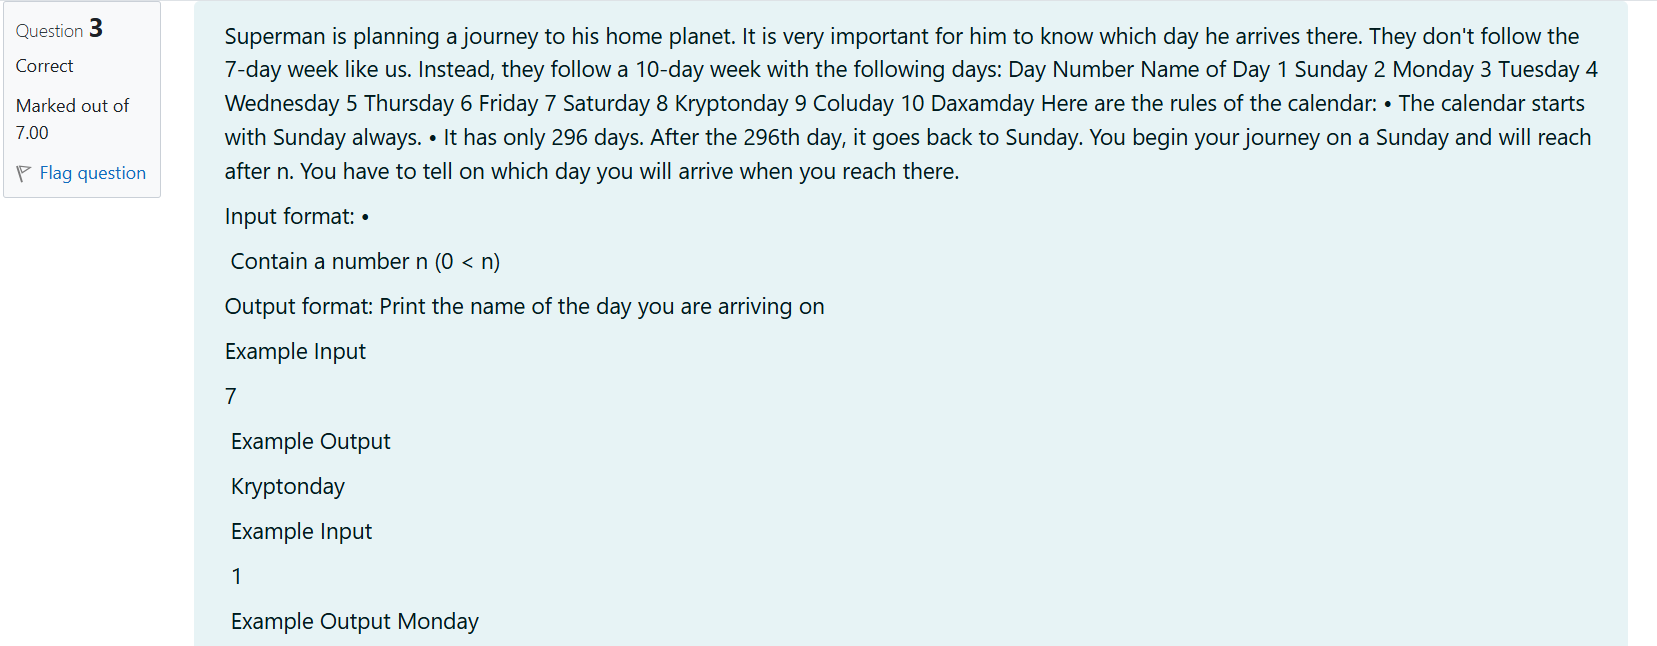 Question 3
Correct
Marked out of
7.00
Flag question
Superman is planning a journey to his home planet. It is very important for him to know which day he arrives there. They don't follow the
7-day week like us. Instead, they follow a 10-day week with the following days: Day Number Name of Day 1 Sunday 2 Monday 3 Tuesday 4
Wednesday 5 Thursday 6 Friday 7 Saturday 8 Kryptonday 9 Coluday 10 Daxamday Here are the rules of the calendar: • The calendar starts
with Sunday always. • It has only 296 days. After the 296th day, it goes back to Sunday. You begin your journey on a Sunday and will reach
after n. You have to tell on which day you will arrive when you reach there.
Input format: •
Contain a number n (0 < n)
Output format: Print the name of the day you are arriving on
Example Input
7
Example Output
Kryptonday
Example Input
1
Example Output Monday